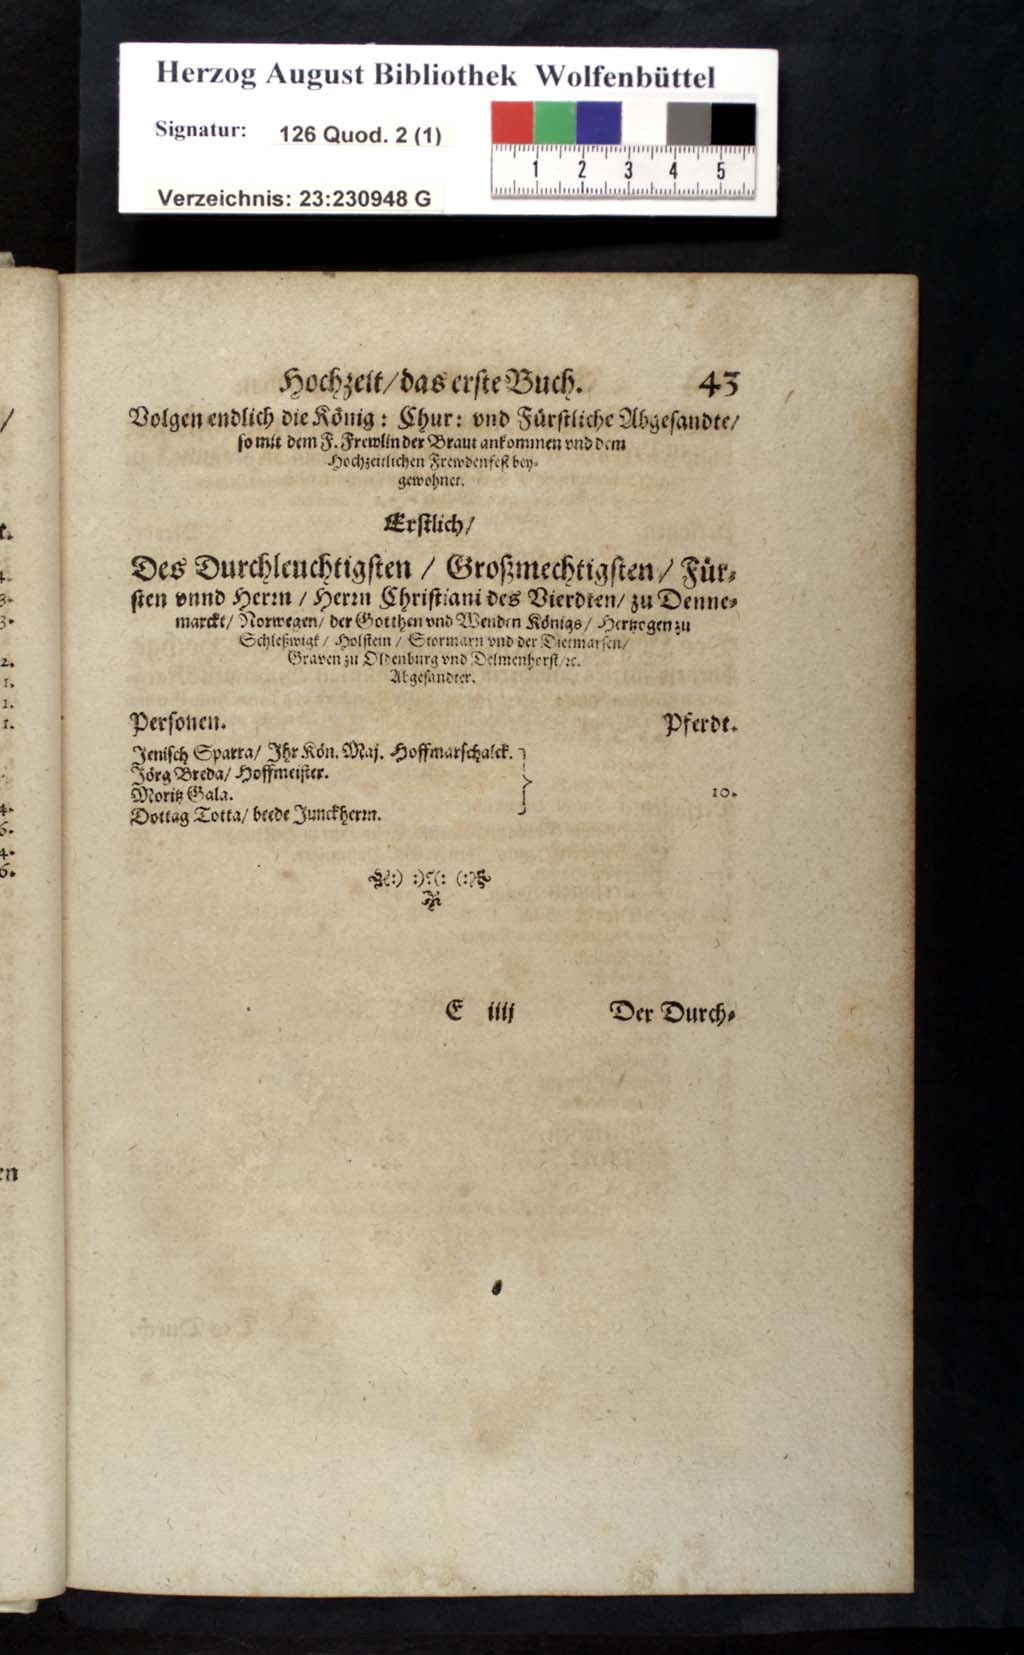 Herzog August Bibliothek Wolfenbüttel
Signatur: 126 Quod. 2 (1)
1 2 3 4 5
Verzeichnis: 23:230948 G
Hochzeit/ das erste Buch. 43
Volgen endlich die König: Chur: vnd Fürstliche Abgesandte/
so mit dem F. Frewlin der Braut ankommen vnd dem
Hochzeitlichen Frewdenfest bey-
gewohnet.
Erstlich/
Des Durchleuchtigsten / Großmechtigsten / Für-
sten vnnd Herrn / Herrn Christiani des Vierdten/ zu Denne-
marckt/ Norwegen/ der Gotthen vnd Wenden Königs/ Hertzogen zu
Schleßwigk / Holstein / Stormarn vnd der Dietmarsen/
Graven zu Oldenburg vnd Delmenhorst/ ꝛc.
Abgesandter.
Personen. Pferdt.
Jenisch Sparra/ Ihr Kön. Maj. Hoffmarschalck.
Jörg Breda/ Hoffmeister.
Moritz Gala. 10.
Dottag Totta/ beede Junckherrn.
E iiij Der Durch-